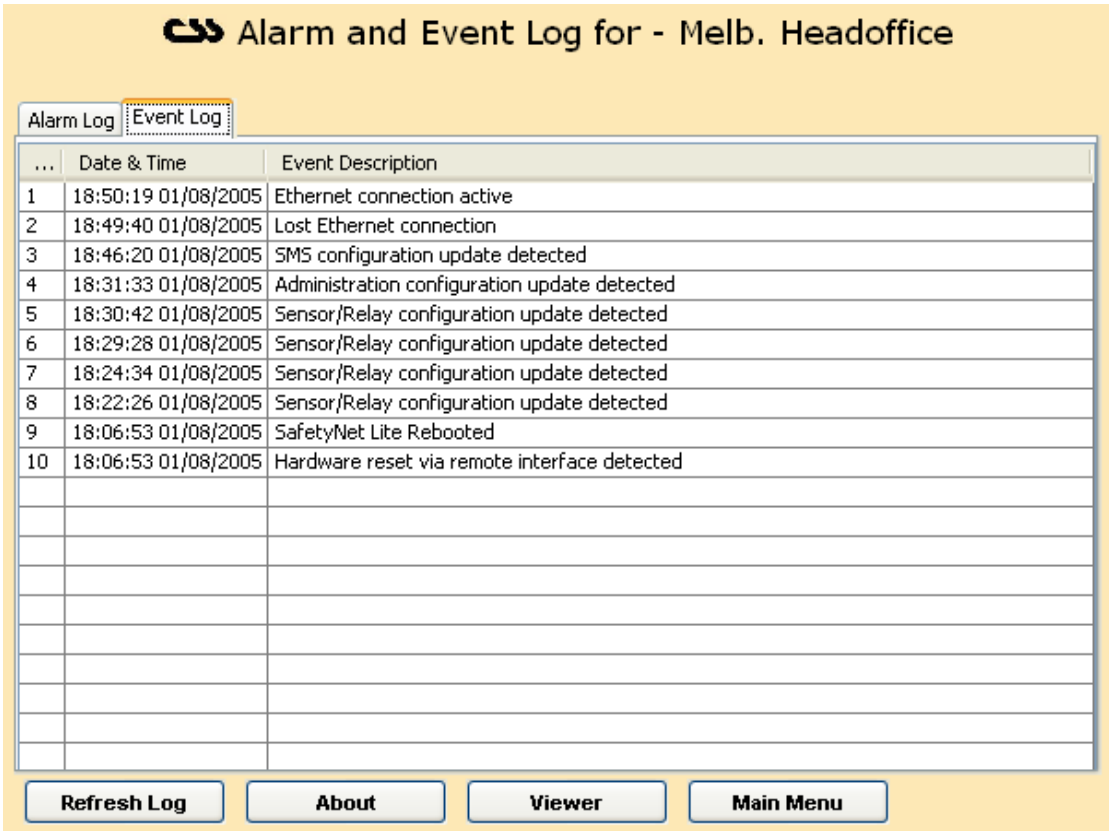 CSS Alarm and Event Log for - Melb. Headoffice
Alarm Log Event Log
... Date & Time Event Description
1 18:50:19 01/08/2005 Ethernet connection active
2 18:49:40 01/08/2005 Lost Ethernet connection
3 18:46:20 01/08/2005 SMS configuration update detected
4 18:31:33 01/08/2005 Administration configuration update detected
5 18:30:42 01/08/2005 Sensor/Relay configuration update detected
6 18:29:28 01/08/2005 Sensor/Relay configuration update detected
7 18:24:34 01/08/2005 Sensor/Relay configuration update detected
8 18:22:26 01/08/2005 Sensor/Relay configuration update detected
9 18:06:53 01/08/2005 SafetyNet Lite Rebooted
10 18:06:53 01/08/2005 Hardware reset via remote interface detected
Refresh Log About Viewer Main Menu